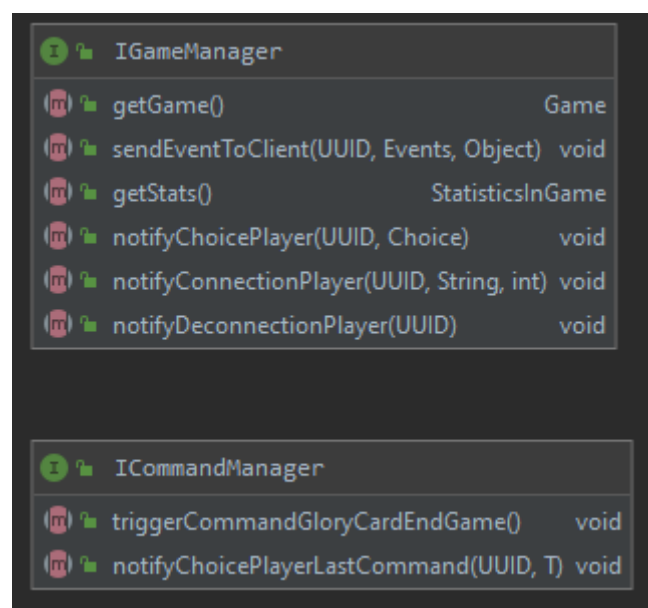 I IGameManager
m getGame() Game
m sendEventToClient(UUID, Events, Object) void
m getStats() StatisticsInGame
m notifyChoicePlayer(UUID, Choice) void
m notifyConnectionPlayer(UUID, String, int) void
m notifyDeconnectionPlayer(UUID) void
I ICommandManager
m triggerCommandGloryCardEndGame() void
m notifyChoicePlayerLastCommand(UUID, T) void